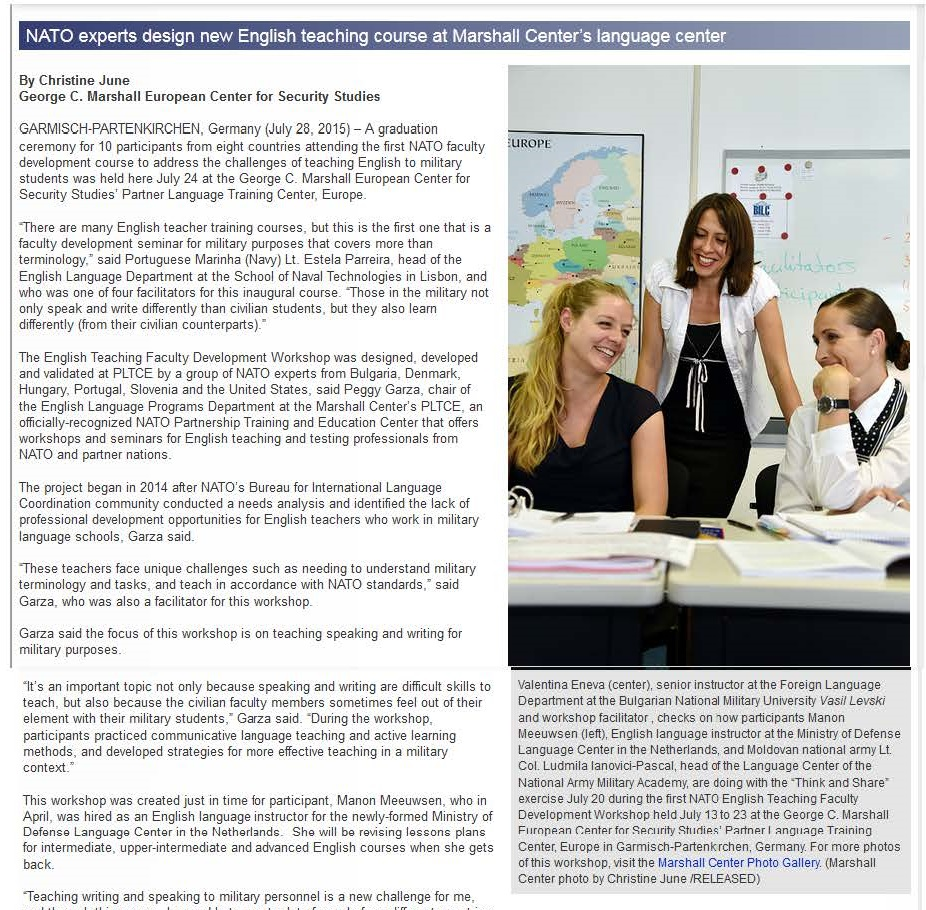 NATO experts design new English teaching course at Marshall Center's language center
By Christine June
George C. Marshall European Center for Security Studies
GARMISCH-PARTENKIRCHEN, Germany (July 28, 2015) – A graduation
ceremony for 10 participants from eight countries attending the first NATO faculty
development course to address the challenges of teaching English to military
students was held here July 24 at the George C. Marshall European Center for
Security Studies' Partner Language Training Center, Europe.
"There are many English teacher training courses, but this is the first one that is a
faculty development seminar for military purposes that covers more than
terminology," said Portuguese Marinha (Navy) Lt. Estela Parreira, head of the
English Language Department at the School of Naval Technologies in Lisbon, and
who was one of four facilitators for this inaugural course. "Those in the military not
only speak and write differently than civilian students, but they also learn
differently (from their civilian counterparts)."
The English Teaching Faculty Development Workshop was designed, developed
and validated at PLTCE by a group of NATO experts from Bulgaria, Denmark,
Hungary, Portugal, Slovenia and the United States, said Peggy Garza, chair of
the English Language Programs Department at the Marshall Center's PLTCE, an
officially-recognized NATO Partnership Training and Education Center that offers
workshops and seminars for English teaching and testing professionals from
NATO and partner nations.
The project began in 2014 after NATO's Bureau for International Language
Coordination community conducted a needs analysis and identified the lack of
professional development opportunities for English teachers who work in military
language schools, Garza said.
"These teachers face unique challenges such as needing to understand military
terminology and tasks, and teach in accordance with NATO standards," said
Garza, who was also a facilitator for this workshop.
Garza said the focus of this workshop is on teaching speaking and writing for
military purposes.
"It's an important topic not only because speaking and writing are difficult skills to
teach, but also because the civilian faculty members sometimes feel out of their
element with their military students," Garza said. "During the workshop,
participants practiced communicative language teaching and active learning
methods, and developed strategies for more effective teaching in a military
context."
This workshop was created just in time for participant, Manon Meeuwsen, who in
April, was hired as an English language instructor for the newly-formed Ministry of
Defense Language Center in the Netherlands. She will be revising lessons plans
for intermediate, upper-intermediate and advanced English courses when she gets
back.
"Teaching writing and speaking to military personnel is a new challenge for me,
EUROPE
BILC
Valentina Eneva (center), senior instructor at the Foreign Language
Department at the Bulgarian National Military University Vasil Levski
and workshop facilitator , checks on how participants Manon
Meeuwsen (left), English language instructor at the Ministry of Defense
Language Center in the Netherlands, and Moldovan national army Lt.
Col. Ludmila Ianovici-Pascal, head of the Language Center of the
National Army Military Academy, are doing with the "Think and Share"
exercise July 20 during the first NATO English Teaching Faculty
Development Workshop held July 13 to 23 at the George C. Marshall
European Center for Security Studies' Partner Language Training
Center, Europe in Garmisch-Partenkirchen, Germany. For more photos
of this workshop, visit the Marshall Center Photo Gallery. (Marshall
Center photo by Christine June /RELEASED)